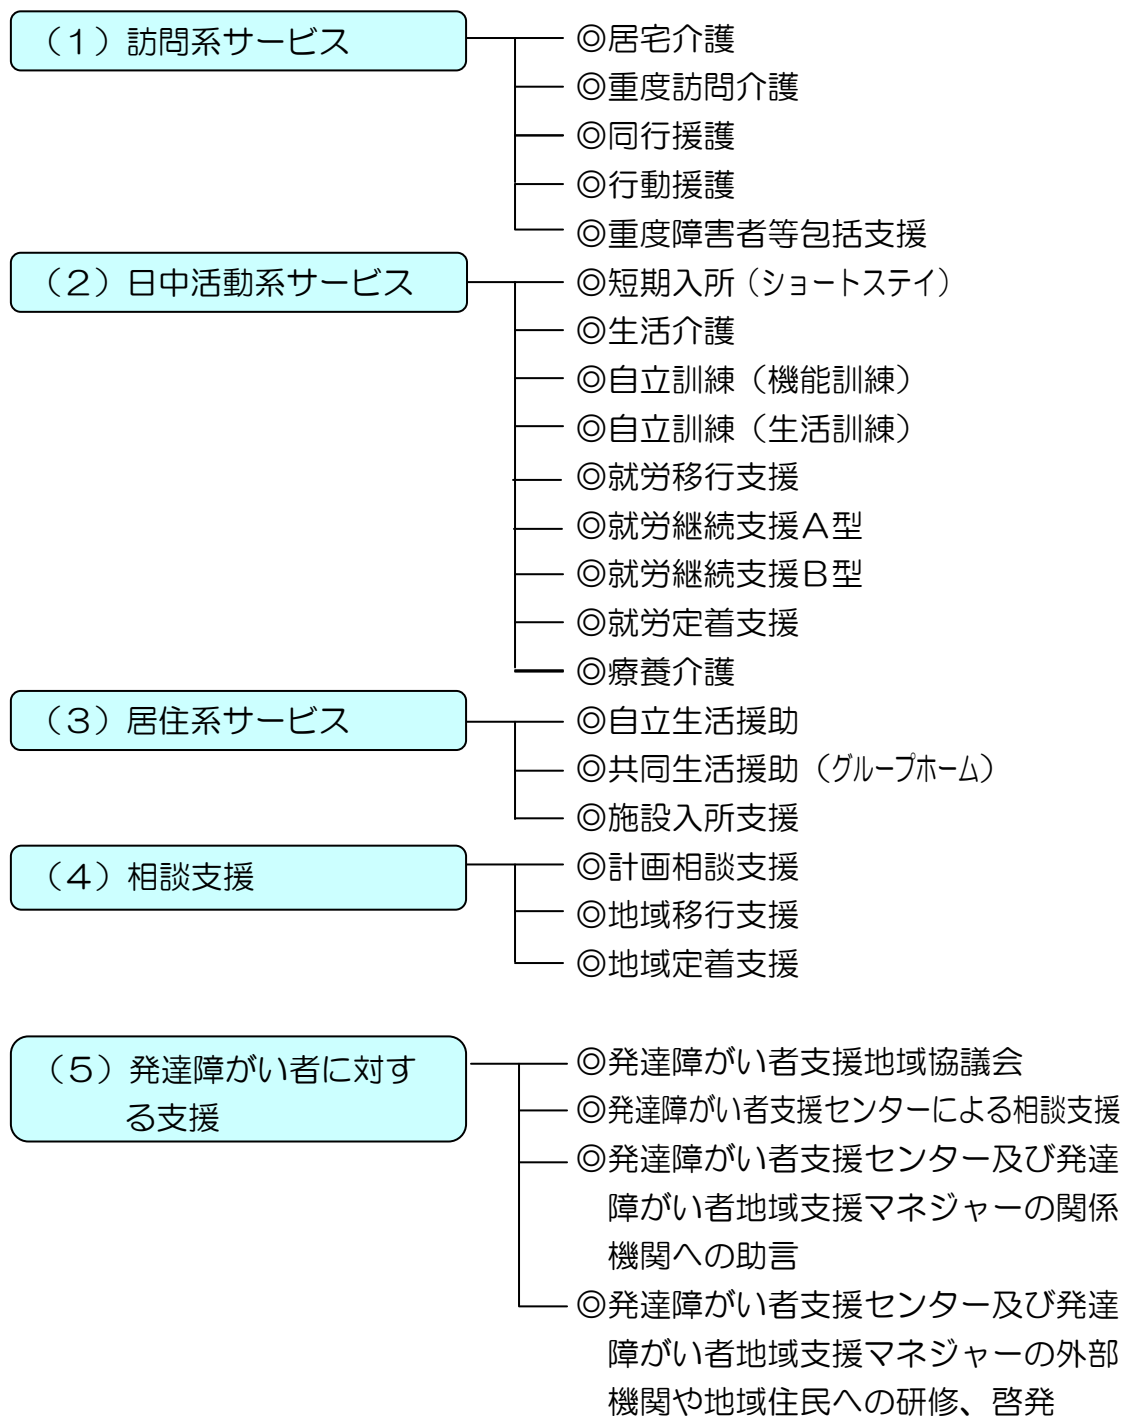 （１）訪問系サービス
◎居宅介護
◎重度訪問介護
◎同行援護
◎行動援護
◎重度障害者等包括支援
（２）日中活動系サービス
◎短期入所（ショートステイ）
◎生活介護
◎自立訓練（機能訓練）
◎自立訓練（生活訓練）
◎就労移行支援
◎就労継続支援Ａ型
◎就労継続支援Ｂ型
◎就労定着支援
◎療養介護
（３）居住系サービス
◎自立生活援助
◎共同生活援助（グループホーム）
◎施設入所支援
（４）相談支援
◎計画相談支援
◎地域移行支援
◎地域定着支援
（５）発達障がい者に対す
る支援
◎発達障がい者支援地域協議会
◎発達障がい者支援センターによる相談支援
◎発達障がい者支援センター及び発達
障がい者地域支援マネジャーの関係
機関への助言
◎発達障がい者支援センター及び発達
障がい者地域支援マネジャーの外部
機関や地域住民への研修、啓発